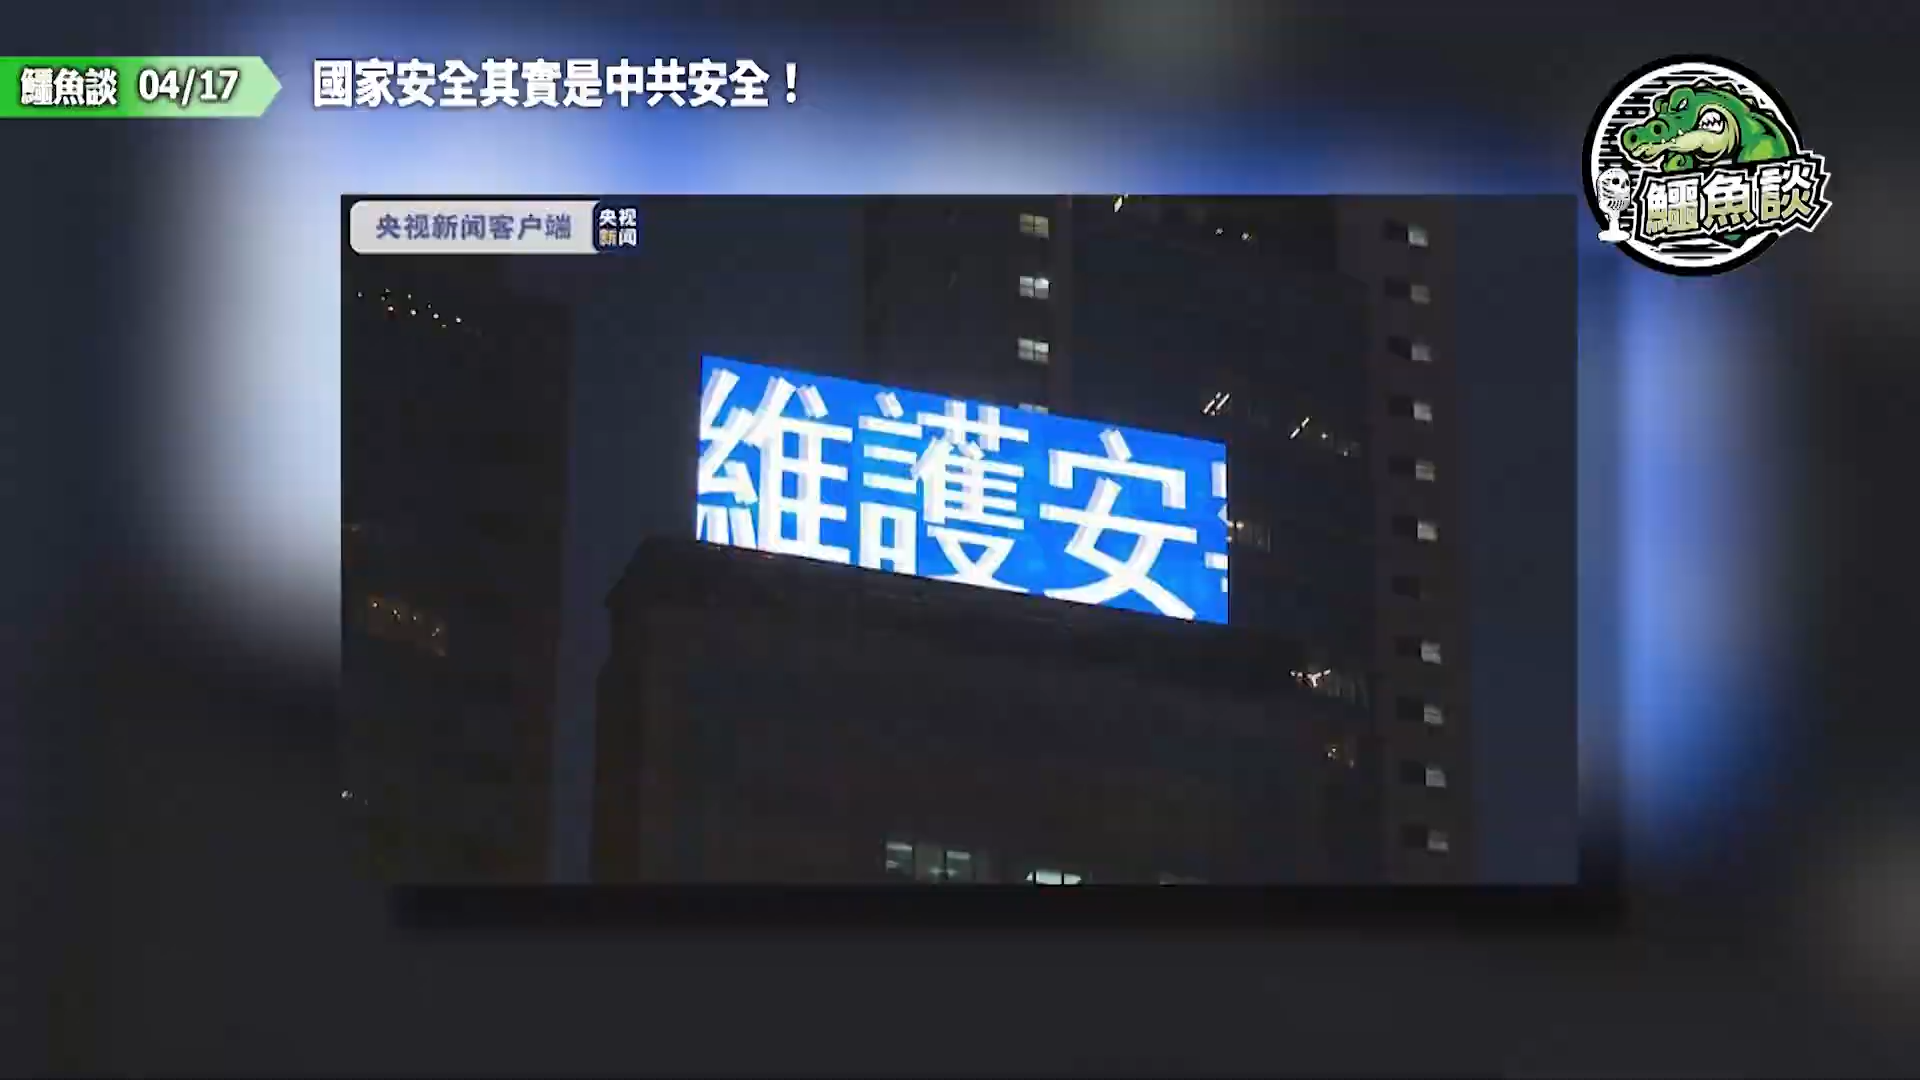 鱷魚談 04/17
國家安全其實是中共安全！
鱷魚談
央视新闻客户端
央视
新闻
維護安